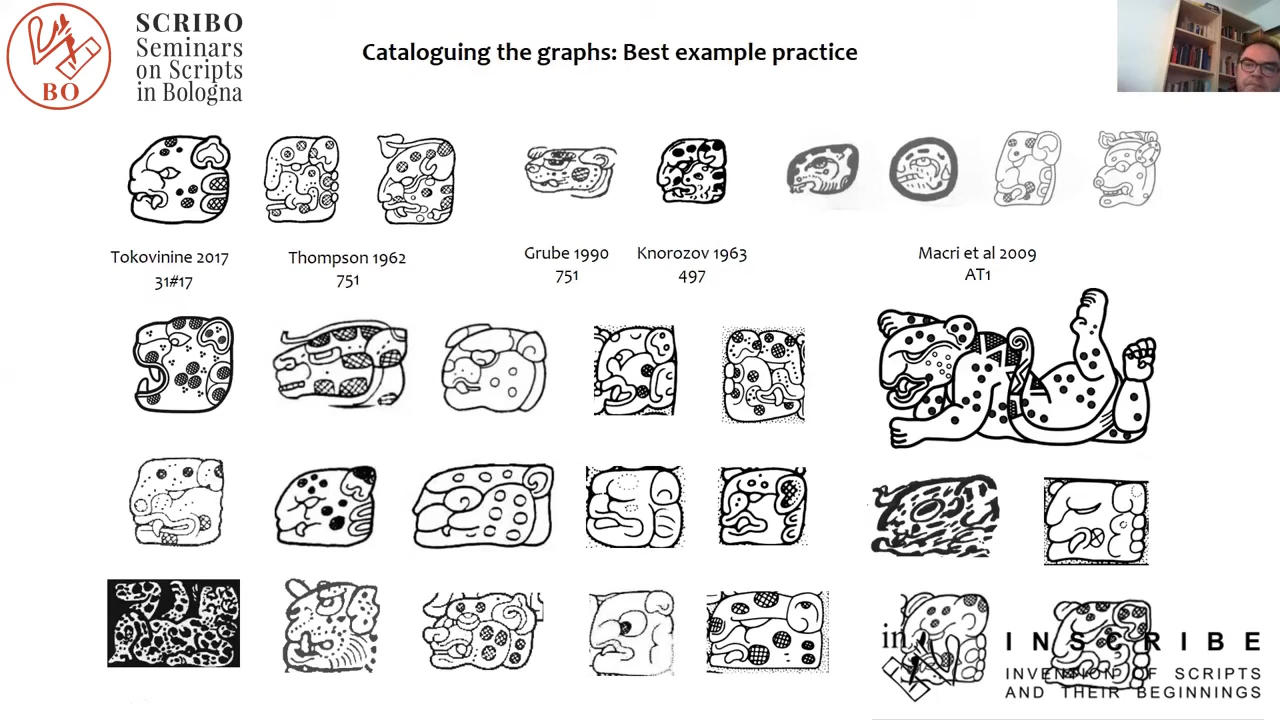 SCRIBO
Seminars
on Scripts
in Bologna
BO
Cataloguing the graphs: Best example practice
Tokovinine 2017
31#17
Thompson 1962
751
Grube 1990
751
Knorozov 1963
497
Macri et al 2009
AT1
in
INSCRIBE
INVENTION OF SCRIPTS
AND THEIR BEGINNINGS